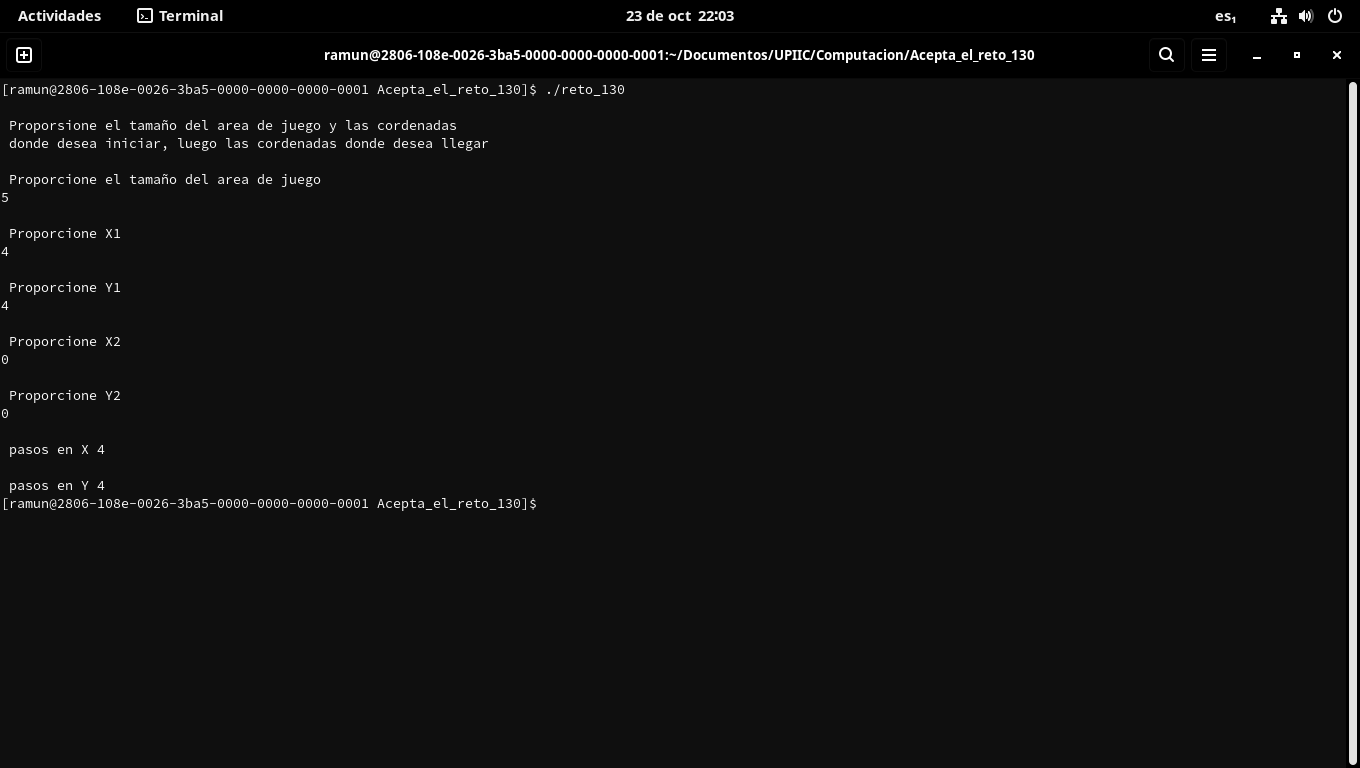 Actividades Terminal 23 de oct 22:03 es₁
ramun@2806-108e-0026-3ba5-0000-0000-0000-0001:~/Documentos/UPIIC/Computacion/Acepta_el_reto_130
[ramun@2806-108e-0026-3ba5-0000-0000-0000-0001 Acepta_el_reto_130]$ ./reto_130
Proporsione el tamaño del area de juego y las cordenadas
donde desea iniciar, luego las cordenadas donde desea llegar
Proporcione el tamaño del area de juego
5
Proporcione X1
4
Proporcione Y1
4
Proporcione X2
0
Proporcione Y2
0
pasos en X 4
pasos en Y 4
[ramun@2806-108e-0026-3ba5-0000-0000-0000-0001 Acepta_el_reto_130]$